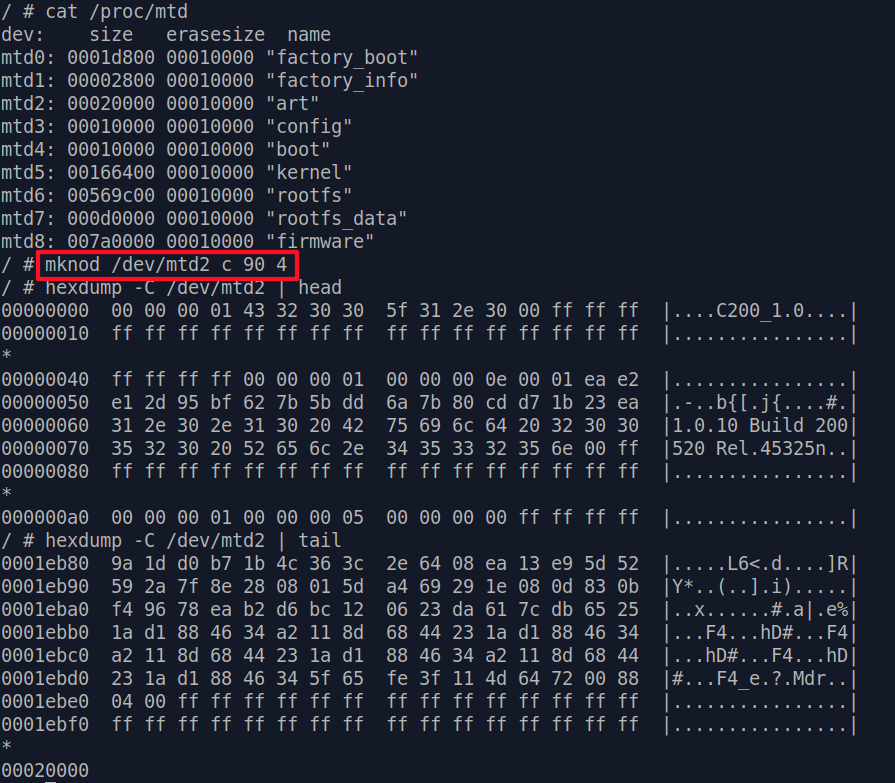 / # cat /proc/mtd
dev:    size   erasesize  name
mtd0: 0001d800 00010000 "factory_boot"
mtd1: 00002800 00010000 "factory_info"
mtd2: 00020000 00010000 "art"
mtd3: 00010000 00010000 "config"
mtd4: 00010000 00010000 "boot"
mtd5: 00166400 00010000 "kernel"
mtd6: 00569c00 00010000 "rootfs"
mtd7: 000d0000 00010000 "rootfs_data"
mtd8: 007a0000 00010000 "firmware"
/ # mknod /dev/mtd2 c 90 4
/ # hexdump -C /dev/mtd2 | head
00000000  00 00 00 01 43 32 30 30  5f 31 2e 30 00 ff ff ff  |....C200_1.0....|
00000010  ff ff ff ff ff ff ff ff  ff ff ff ff ff ff ff ff  |................|
*
00000040  ff ff ff ff 00 00 00 01  00 00 00 0e 00 01 ea e2  |................|
00000050  e1 2d 95 bf 62 7b 5b dd  6a 7b 80 cd d7 1b 23 ea  |.-..b{[.j{....#.|
00000060  31 2e 30 2e 31 30 20 42  75 69 6c 64 20 32 30 30  |1.0.10 Build 200|
00000070  35 32 30 20 52 65 6c 2e  34 35 33 32 35 6e 00 ff  |520 Rel.45325n..|
00000080  ff ff ff ff ff ff ff ff  ff ff ff ff ff ff ff ff  |................|
*
000000a0  00 00 00 01 00 00 00 05  00 00 00 00 ff ff ff ff  |................|
/ # hexdump -C /dev/mtd2 | tail
0001eb80  9a 1d d0 b7 1b 4c 36 3c  2e 64 08 ea 13 e9 5d 52  |.....L6<.d....]R|
0001eb90  59 2a 7f 8e 28 08 01 5d  a4 69 29 1e 08 0d 83 0b  |Y*..(..].i).....|
0001eba0  f4 96 78 ea b2 d6 bc 12  06 23 da 61 7c db 65 25  |..x......#.a|.e%|
0001ebb0  1a d1 88 46 34 a2 11 8d  68 44 23 1a d1 88 46 34  |...F4...hD#...F4|
0001ebc0  a2 11 8d 68 44 23 1a d1  88 46 34 a2 11 8d 68 44  |...hD#...F4...hD|
0001ebd0  23 1a d1 88 46 34 5f 65  fe 3f 11 4d 64 72 00 88  |#...F4_e.?.Mdr..|
0001ebe0  04 00 ff ff ff ff ff ff  ff ff ff ff ff ff ff ff  |................|
0001ebf0  ff ff ff ff ff ff ff ff  ff ff ff ff ff ff ff ff  |................|
*
00020000